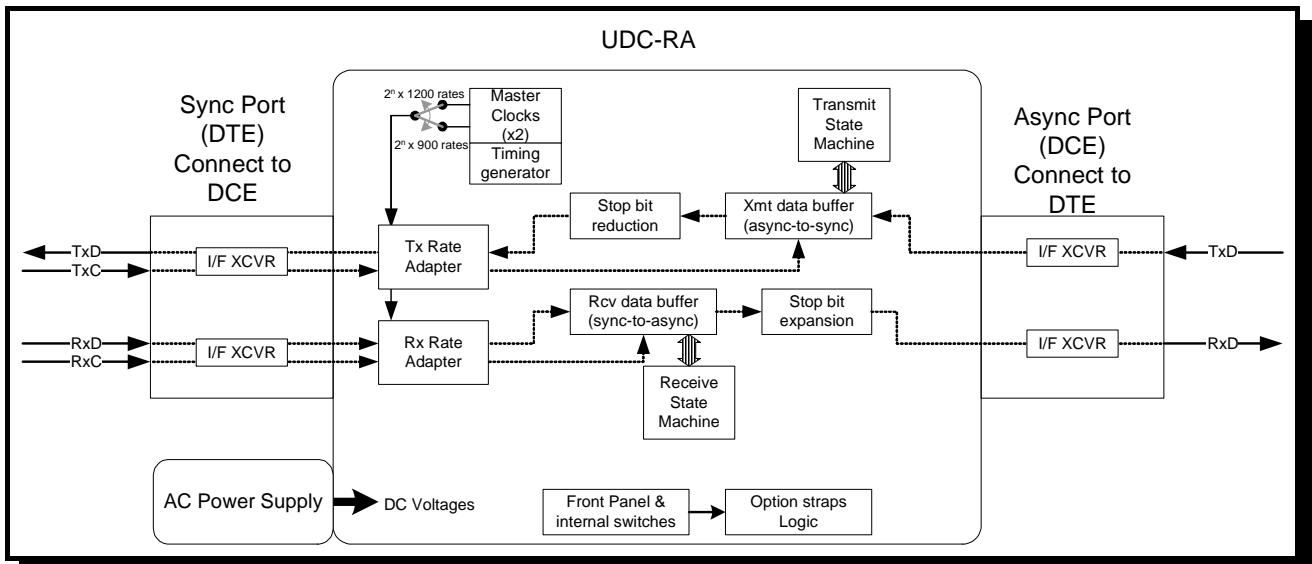 UDC-RA
Sync Port
(DTE)
Connect to
DCE
2ⁿ x 1200 rates
2ⁿ x 900 rates
Master
Clocks
(x2)
Timing
generator
Transmit
State
Machine
Async Port
(DCE)
Connect to
DTE
TxD
TxC
I/F XCVR
Tx Rate
Adapter
Stop bit
reduction
Xmt data buffer
(async-to-sync)
I/F XCVR
TxD
RxD
RxC
I/F XCVR
Rx Rate
Adapter
Rcv data buffer
(sync-to-async)
Stop bit
expansion
I/F XCVR
RxD
Receive
State
Machine
AC Power Supply
DC Voltages
Front Panel &
internal switches
Option straps
Logic